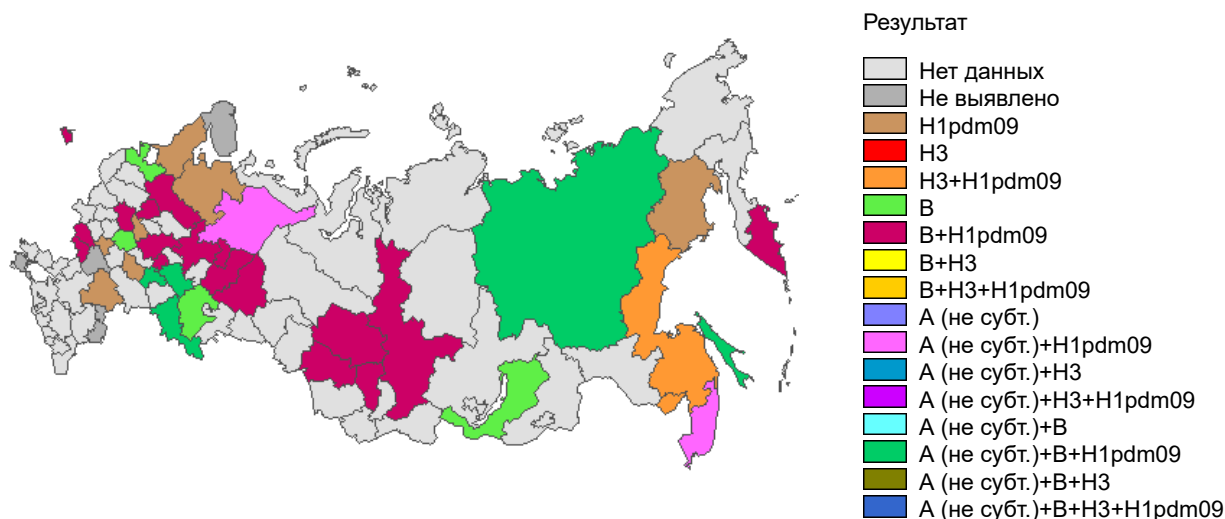 Результат
Нет данных
Не выявлено
H1pdm09
H3
H3+H1pdm09
B
B+H1pdm09
B+H3
B+H3+H1pdm09
А (не субт.)
А (не субт.)+H1pdm09
А (не субт.)+H3
А (не субт.)+H3+H1pdm09
А (не субт.)+B
А (не субт.)+B+H1pdm09
А (не субт.)+B+H3
А (не субт.)+B+H3+H1pdm09